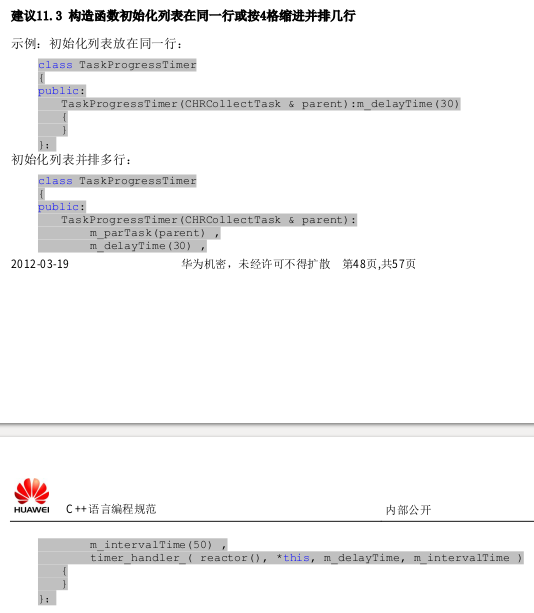 建议11.3 构造函数初始化列表在同一行或按4格缩进并排几行
示例：初始化列表放在同一行：
class TaskProgressTimer
{
public:
TaskProgressTimer(CHRCollectTask & parent):m_delayTime(30)
{
}
};
初始化列表并排多行：
class TaskProgressTimer
{
public:
TaskProgressTimer(CHRCollectTask & parent):
m_parTask(parent) ,
m_delayTime(30) ,
2012-03-19 华为机密，未经许可不得扩散 第48页,共57页
HUAWEI C++语言编程规范 内部公开
m_intervalTime(50) ,
timer_handler_( reactor(), *this, m_delayTime, m_intervalTime )
{
}
};